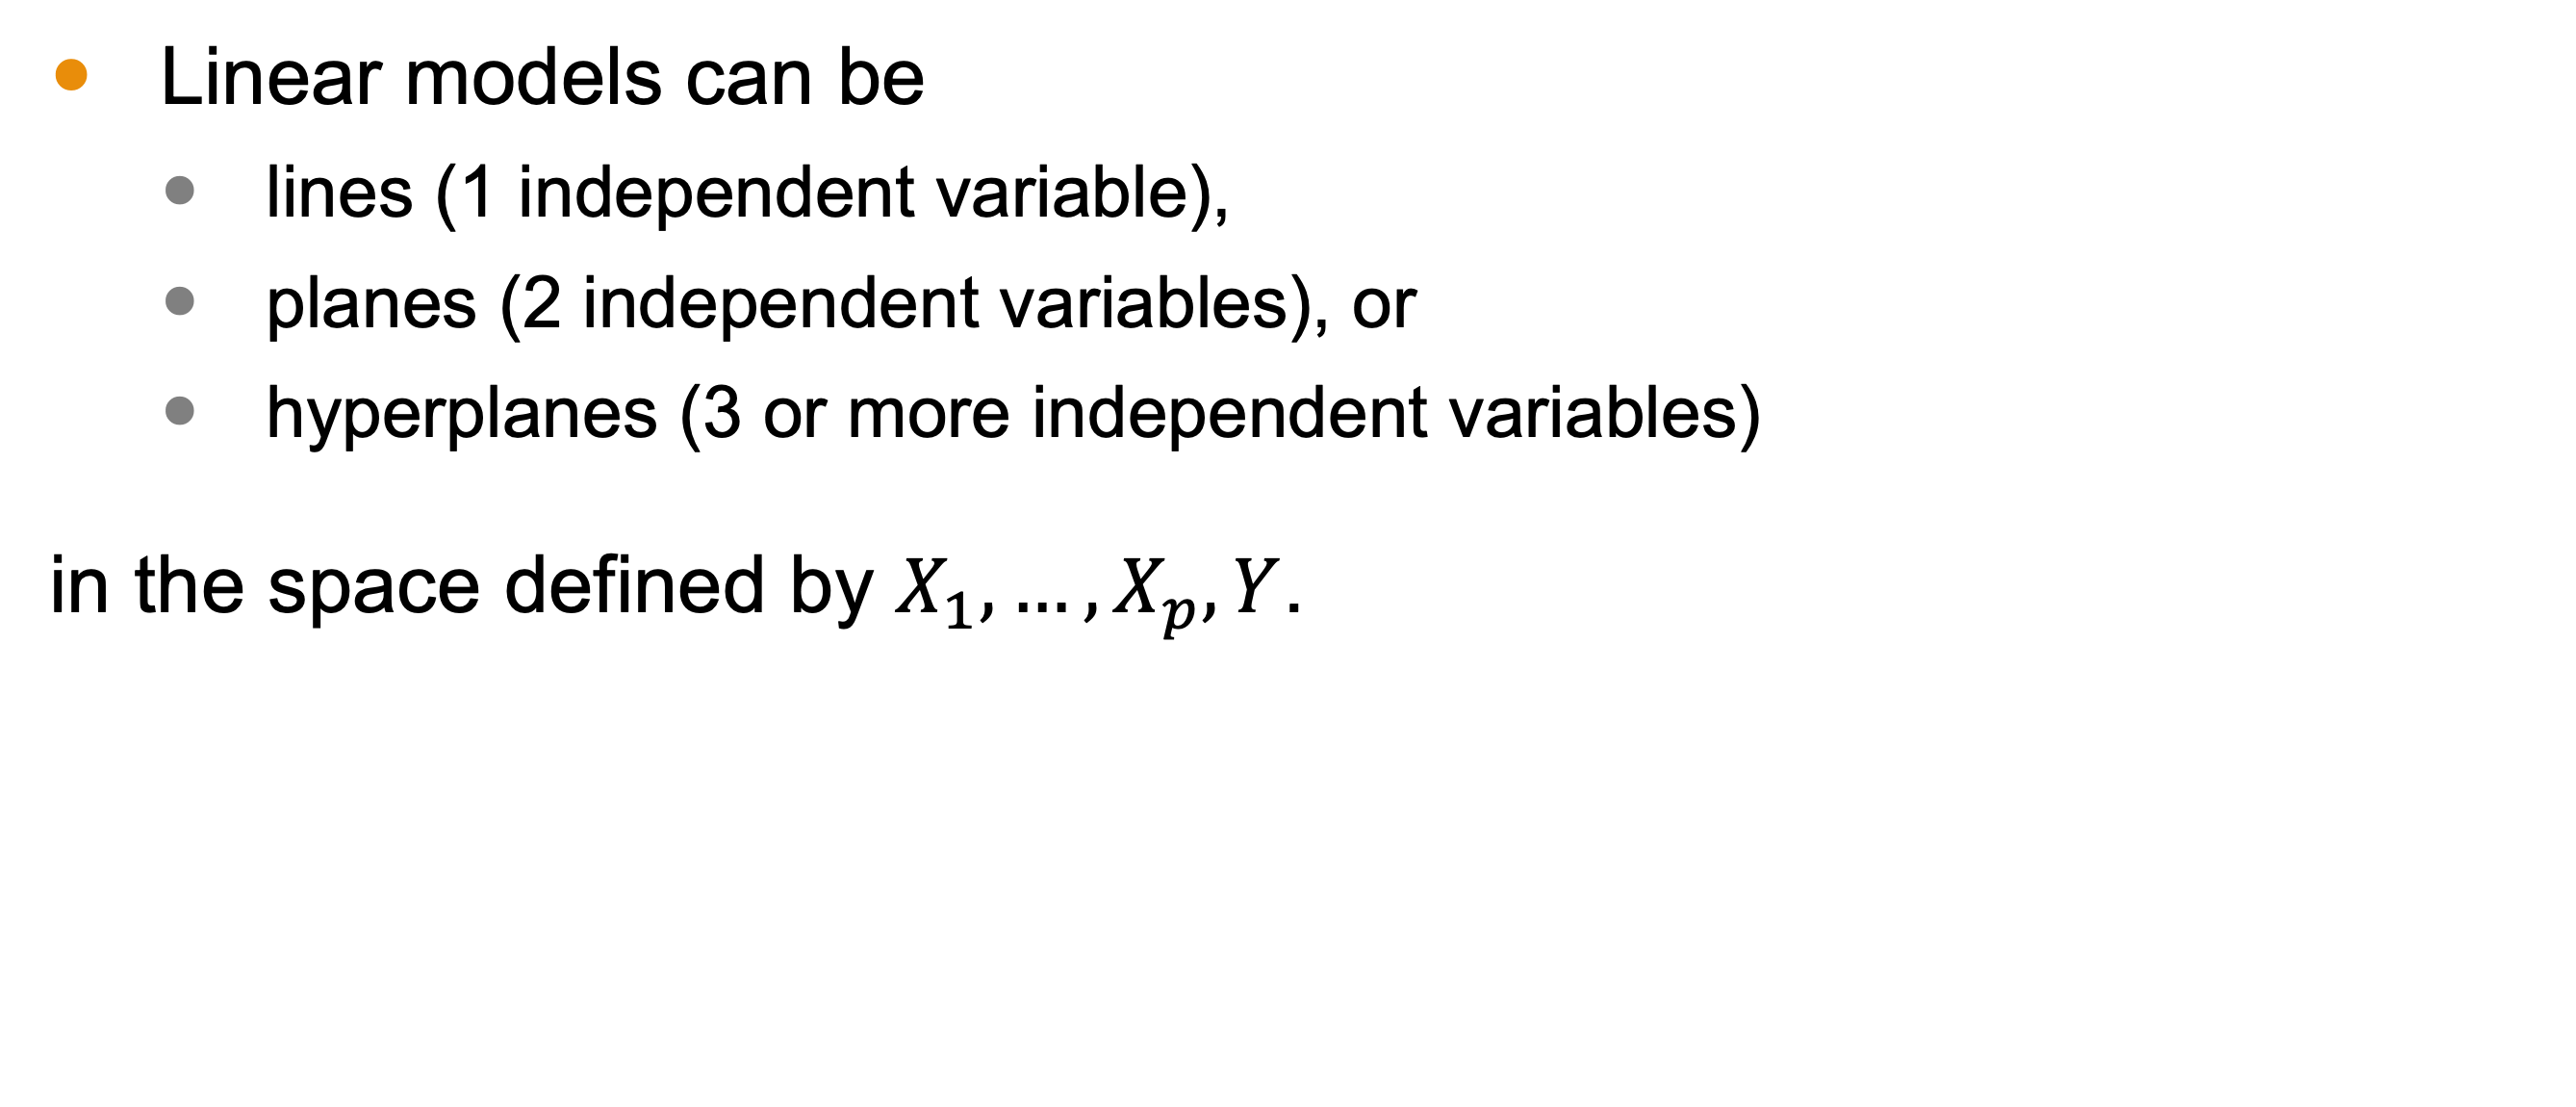 • Linear models can be
• lines (1 independent variable),
• planes (2 independent variables), or
• hyperplanes (3 or more independent variables)
in the space defined by X₁, … , Xₚ, Y.